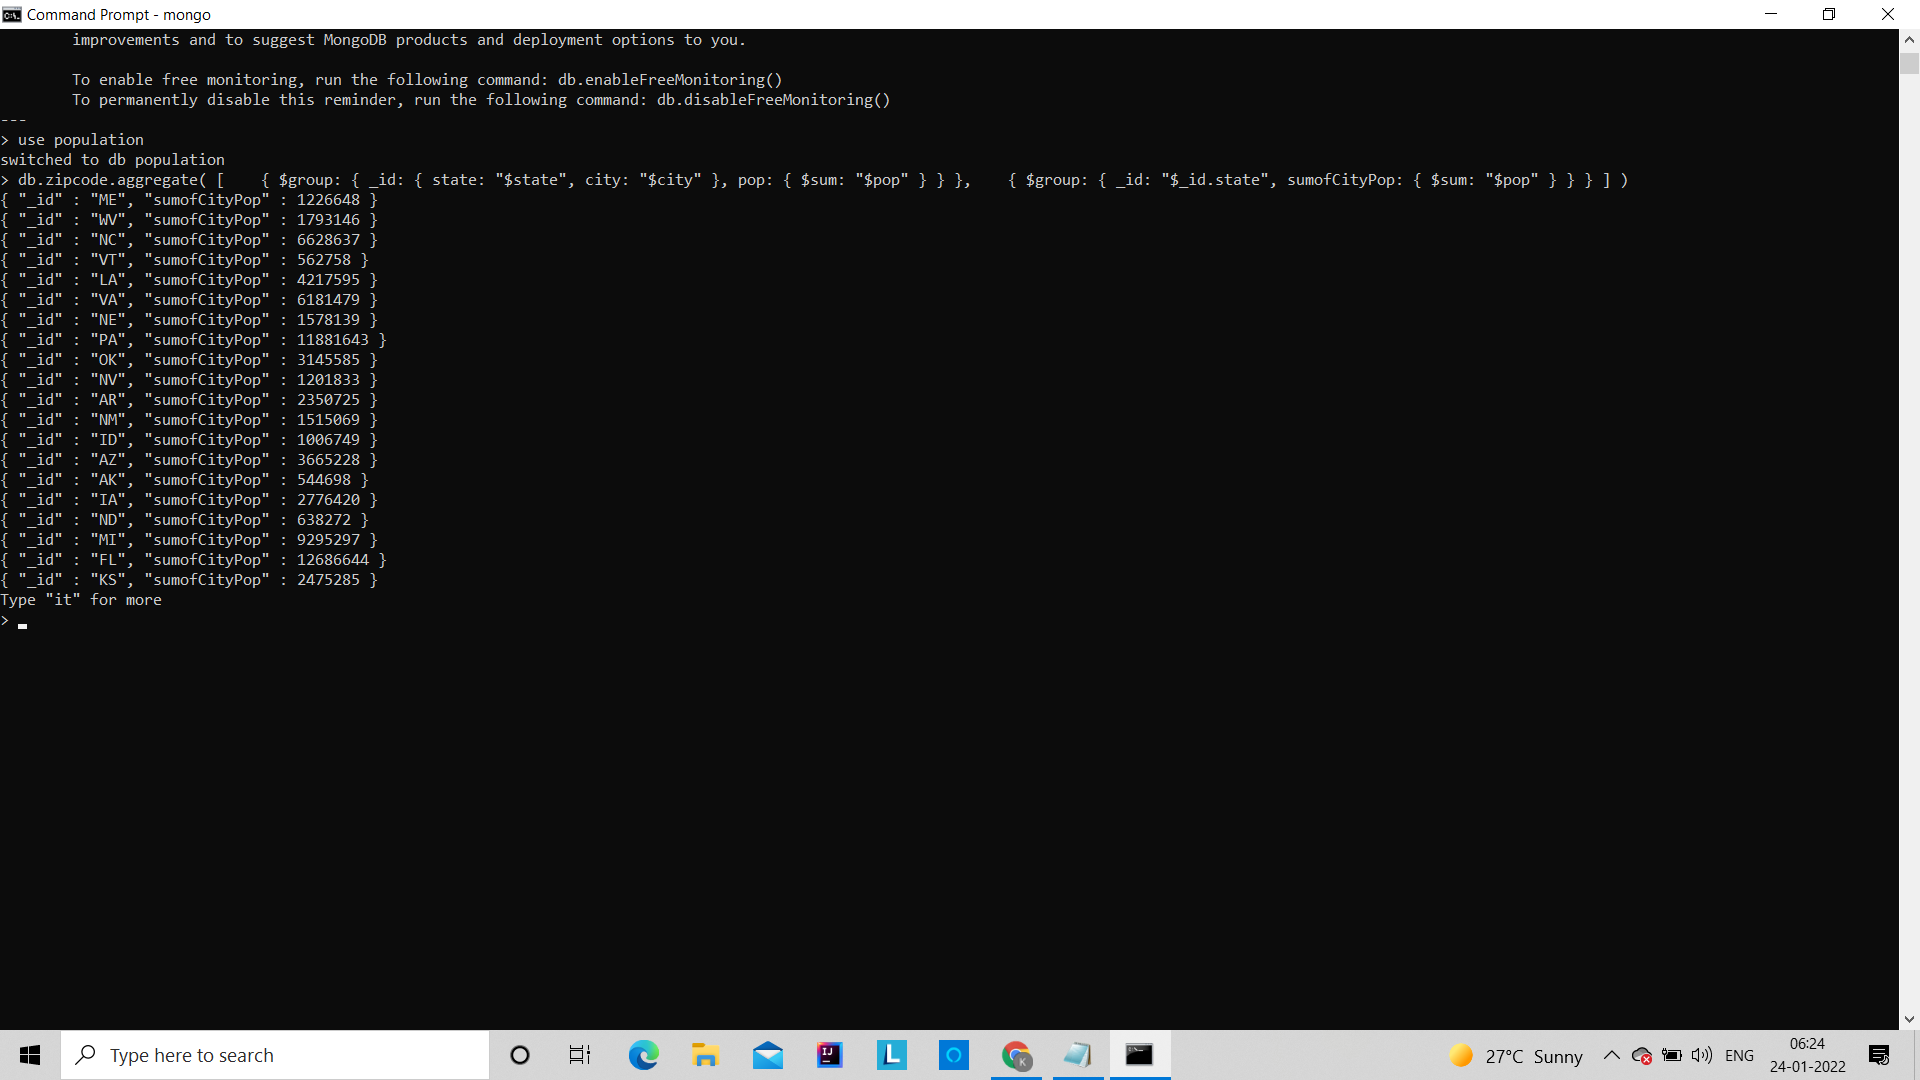 Command Prompt - mongo
improvements and to suggest MongoDB products and deployment options to you.
To enable free monitoring, run the following command: db.enableFreeMonitoring()
To permanently disable this reminder, run the following command: db.disableFreeMonitoring()
---
> use population
switched to db population
> db.zipcode.aggregate( [    { $group: { _id: { state: "$state", city: "$city" }, pop: { $sum: "$pop" } } },    { $group: { _id: "$_id.state", sumofCityPop: { $sum: "$pop" } } } ] )
{ "_id" : "ME", "sumofCityPop" : 1226648 }
{ "_id" : "WV", "sumofCityPop" : 1793146 }
{ "_id" : "NC", "sumofCityPop" : 6628637 }
{ "_id" : "VT", "sumofCityPop" : 562758 }
{ "_id" : "LA", "sumofCityPop" : 4217595 }
{ "_id" : "VA", "sumofCityPop" : 6181479 }
{ "_id" : "NE", "sumofCityPop" : 1578139 }
{ "_id" : "PA", "sumofCityPop" : 11881643 }
{ "_id" : "OK", "sumofCityPop" : 3145585 }
{ "_id" : "NV", "sumofCityPop" : 1201833 }
{ "_id" : "AR", "sumofCityPop" : 2350725 }
{ "_id" : "NM", "sumofCityPop" : 1515069 }
{ "_id" : "ID", "sumofCityPop" : 1006749 }
{ "_id" : "AZ", "sumofCityPop" : 3665228 }
{ "_id" : "AK", "sumofCityPop" : 544698 }
{ "_id" : "IA", "sumofCityPop" : 2776420 }
{ "_id" : "ND", "sumofCityPop" : 638272 }
{ "_id" : "MI", "sumofCityPop" : 9295297 }
{ "_id" : "FL", "sumofCityPop" : 12686644 }
{ "_id" : "KS", "sumofCityPop" : 2475285 }
Type "it" for more
>
Type here to search
27°C Sunny
ENG
06:24
24-01-2022